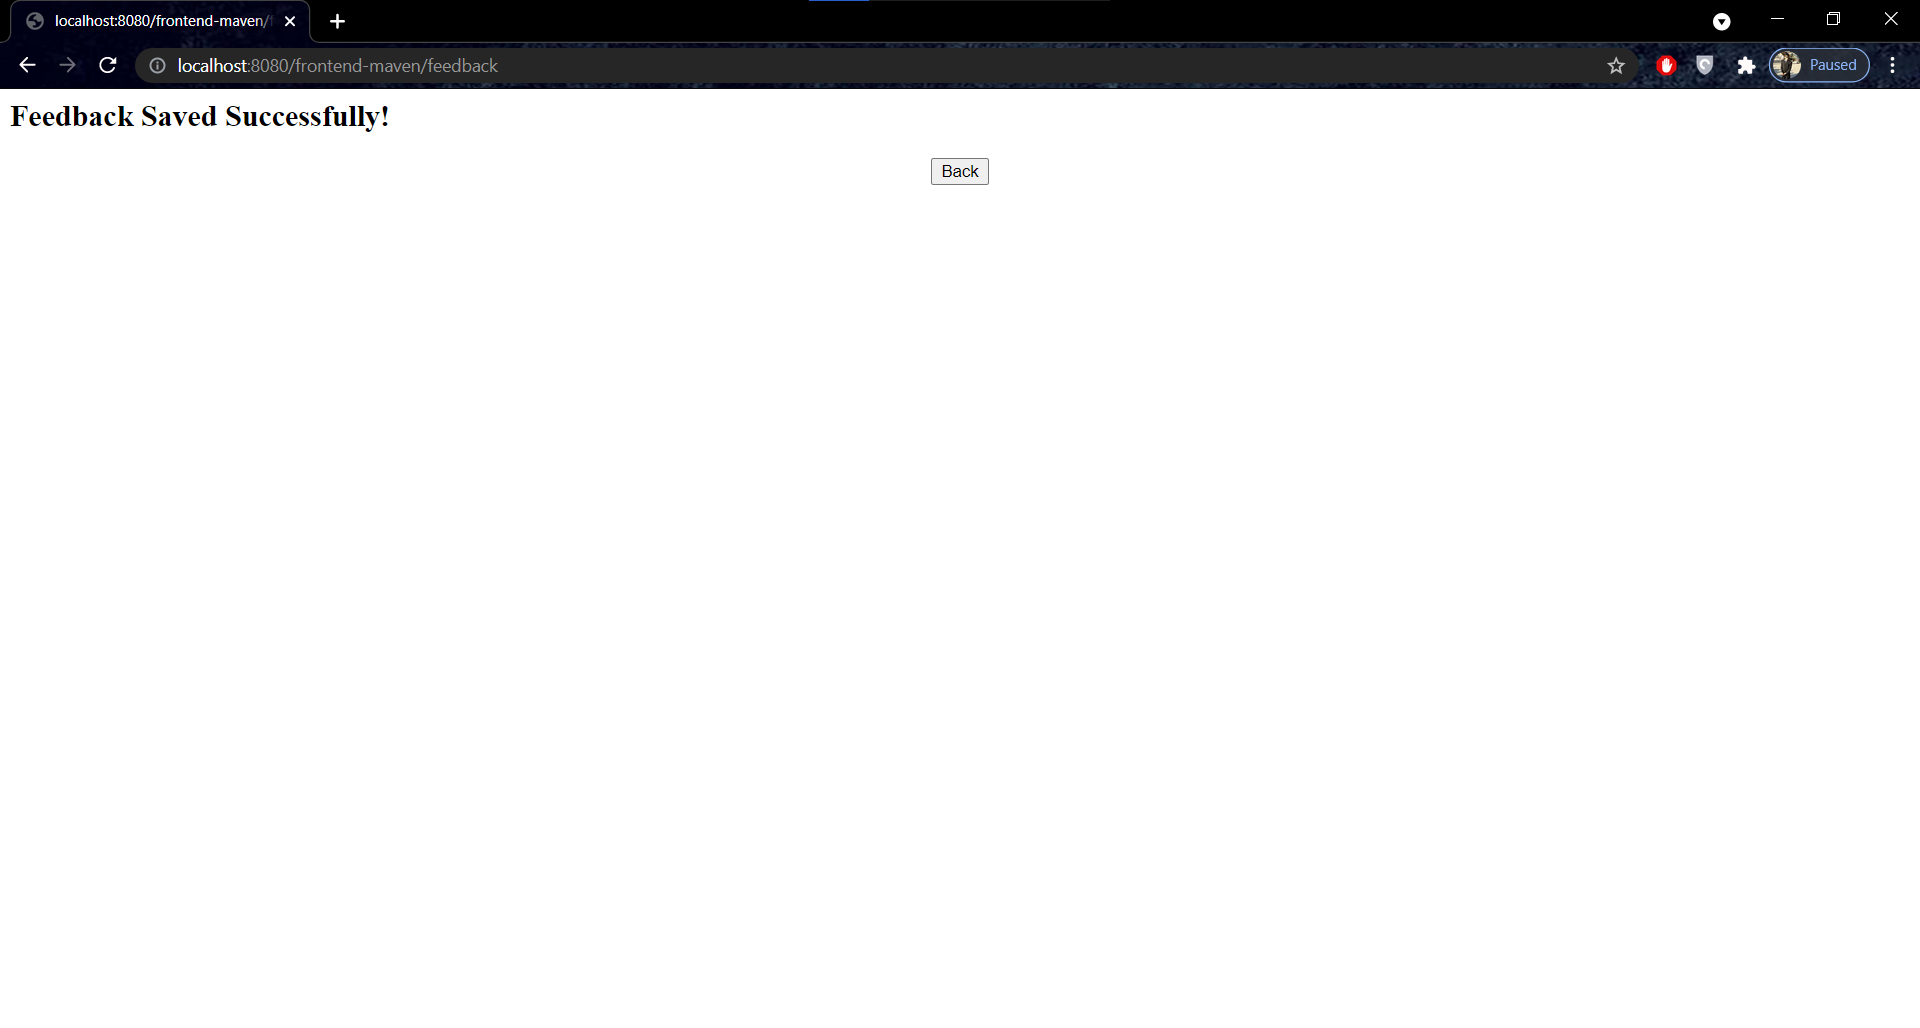 localhost:8080/frontend-maven/
localhost:8080/frontend-maven/feedback
Paused
Feedback Saved Successfully!
Back